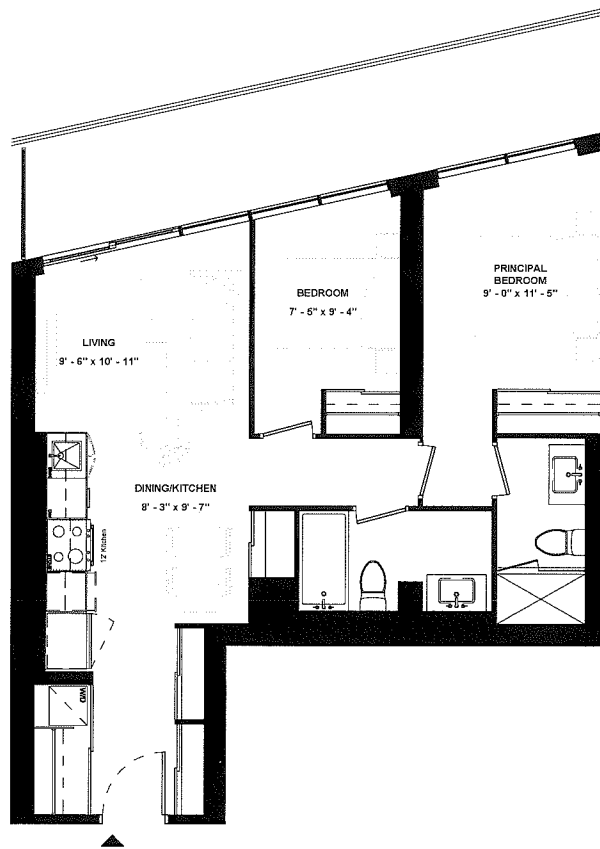 PRINCIPAL
BEDROOM
9' - 0" x 11' - 5"
BEDROOM
7' - 5" x 9' - 4"
LIVING
9' - 6" x 10' - 11"
DINING/KITCHEN
8' - 3" x 9' - 7"
12' Kitchen
W/D